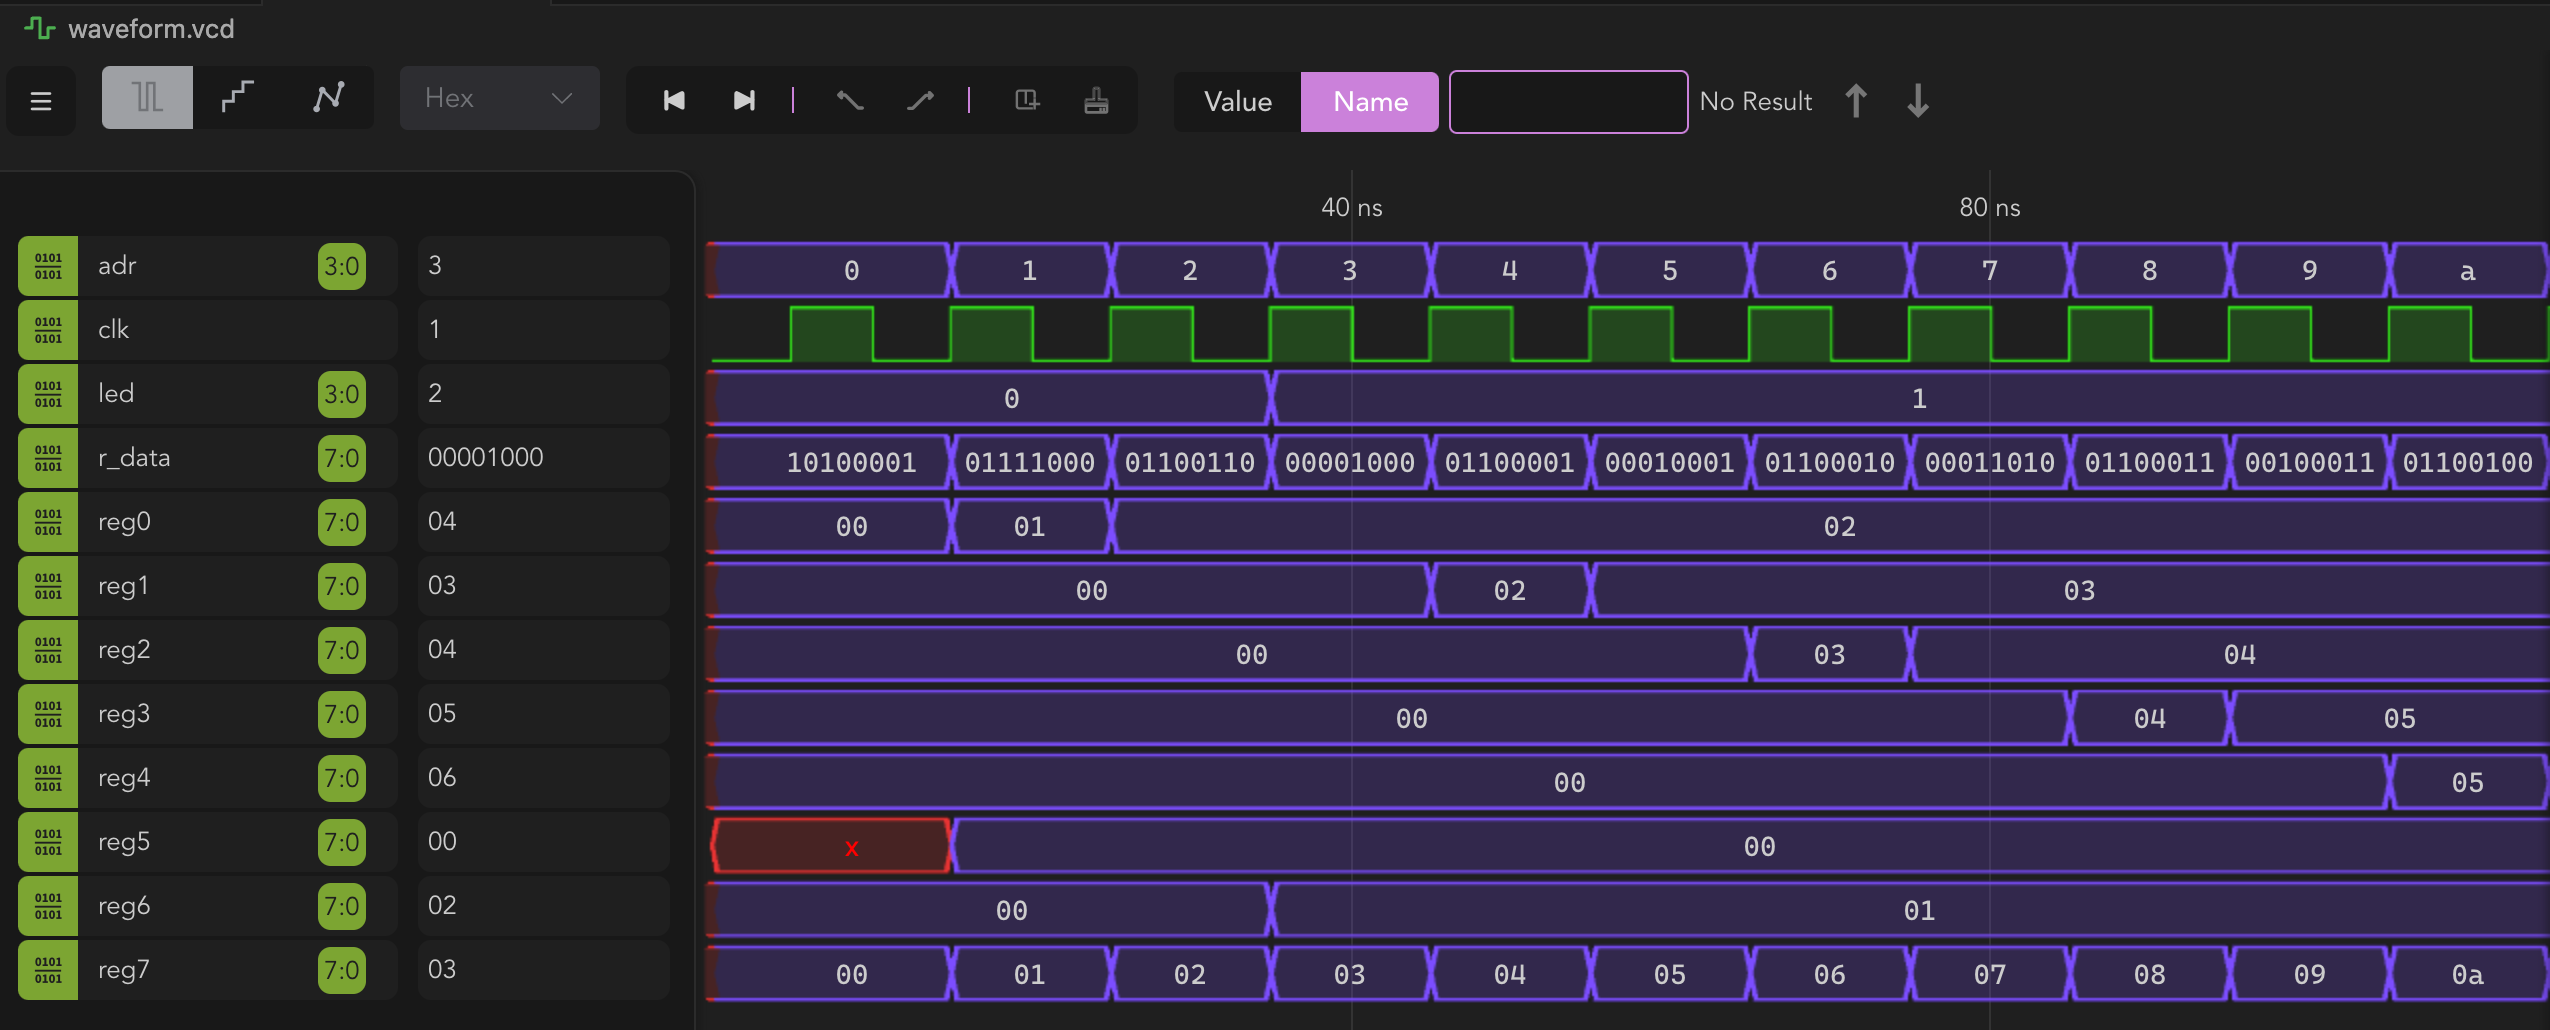 waveform.vcd
Hex Value Name No Result
40 ns 80 ns
0101 0101 adr 3:0 3 0 1 2 3 4 5 6 7 8 9 a
0101 0101 clk 1
0101 0101 led 3:0 2 0 1
0101 0101 r_data 7:0 00001000 10100001 01111000 01100110 00001000 01100001 00010001 01100010 00011010 01100011 00100011 01100100
0101 0101 reg0 7:0 04 00 01 02
0101 0101 reg1 7:0 03 00 02 03
0101 0101 reg2 7:0 04 00 03 04
0101 0101 reg3 7:0 05 00 04 05
0101 0101 reg4 7:0 06 00 05
0101 0101 reg5 7:0 00 x 00
0101 0101 reg6 7:0 02 00 01
0101 0101 reg7 7:0 03 00 01 02 03 04 05 06 07 08 09 0a